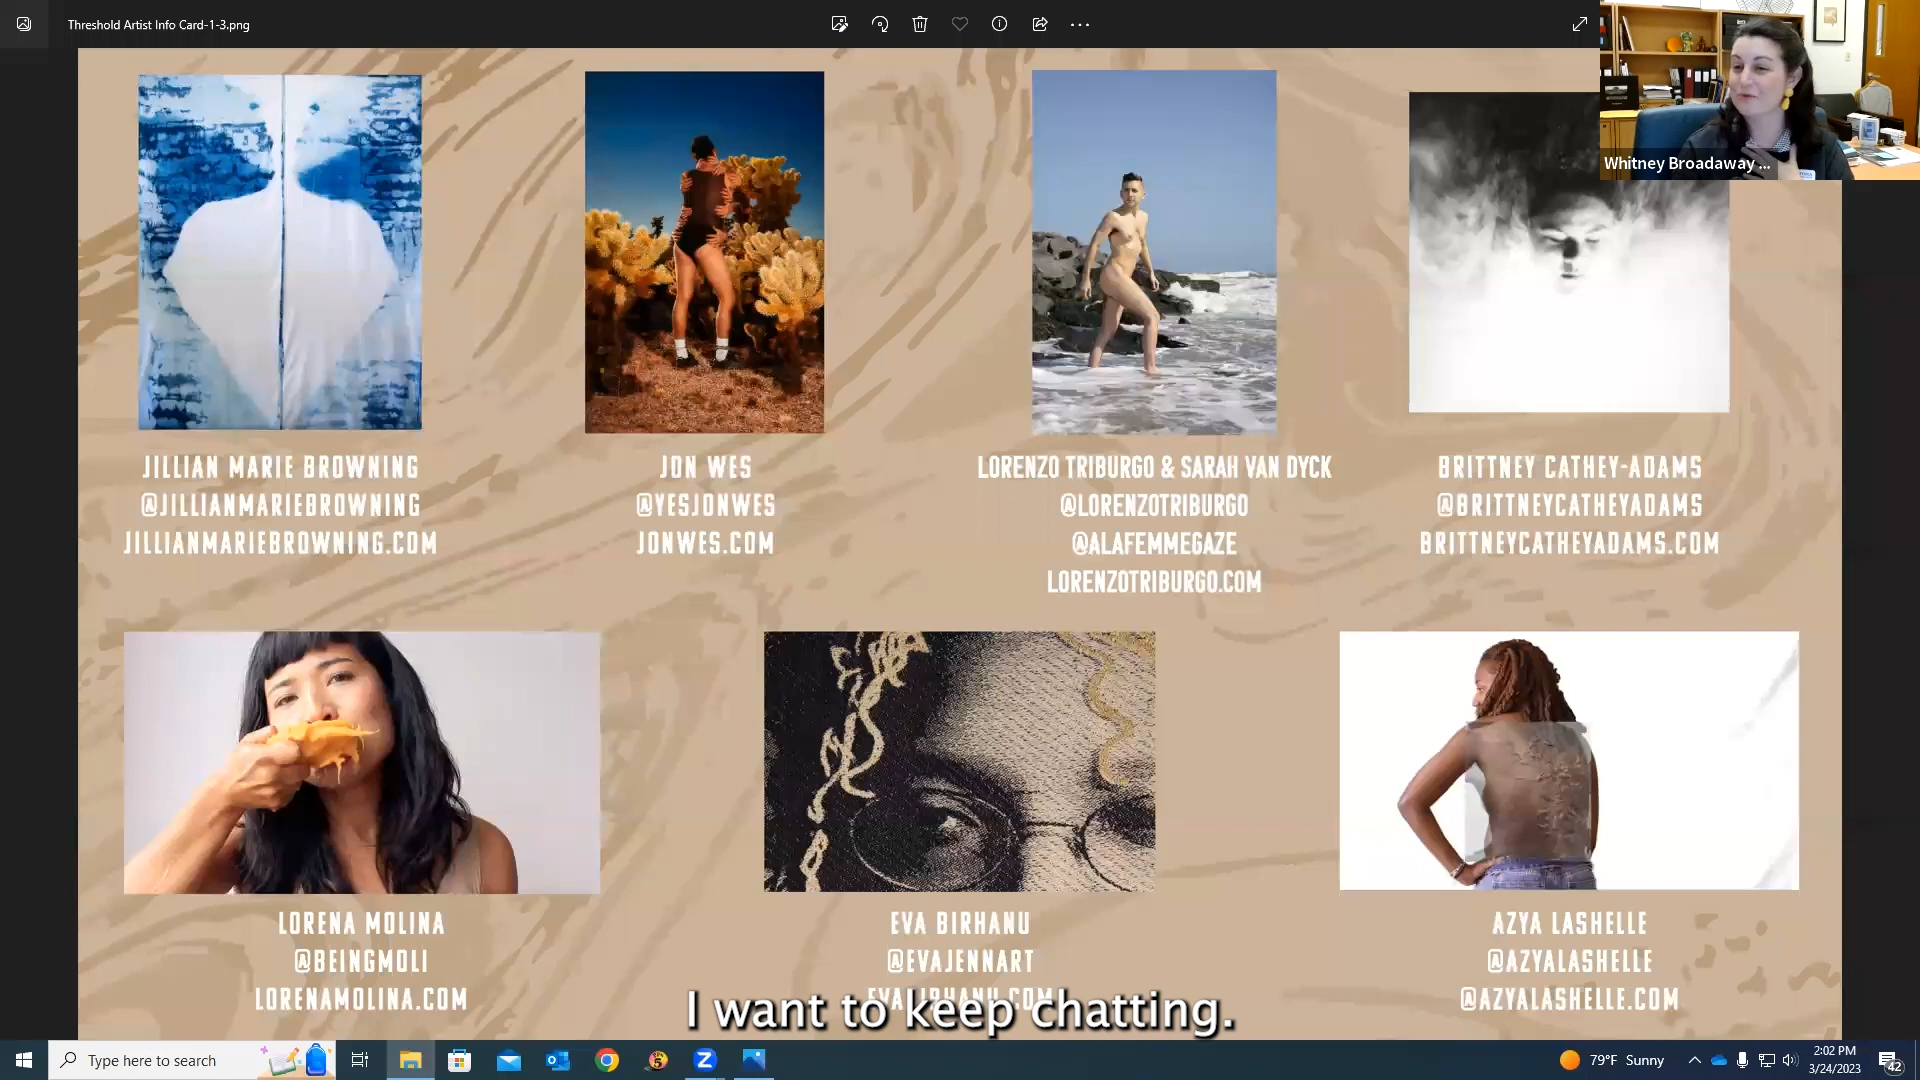 Threshold Artist Info Card-1-3.png
Whitney Broadaway ...
JILLIAN MARIE BROWNING
@JILLIANMARIEBROWNING
JILLIANMARIEBROWNING.COM
JON WES
@YESJONWES
JONWES.COM
LORENZO TRIBURGO & SARAH VAN DYCK
@LORENZOTRIBURGO
@ALAFEMMEGAZE
LORENZOTRIBURGO.COM
BRITTNEY CATHEY-ADAMS
@BRITTNEYCATHEYADAMS
BRITTNEYCATHEYADAMS.COM
LORENA MOLINA
@BEINGMOLI
LORENAMOLINA.COM
EVA BIRHANU
@EVAJENNART
AZYA LASHELLE
@AZYALASHELLE
@AZYALASHELLE.COM
I want to keep chatting.
Type here to search
79°F Sunny
2:02 PM
3/24/2023
42